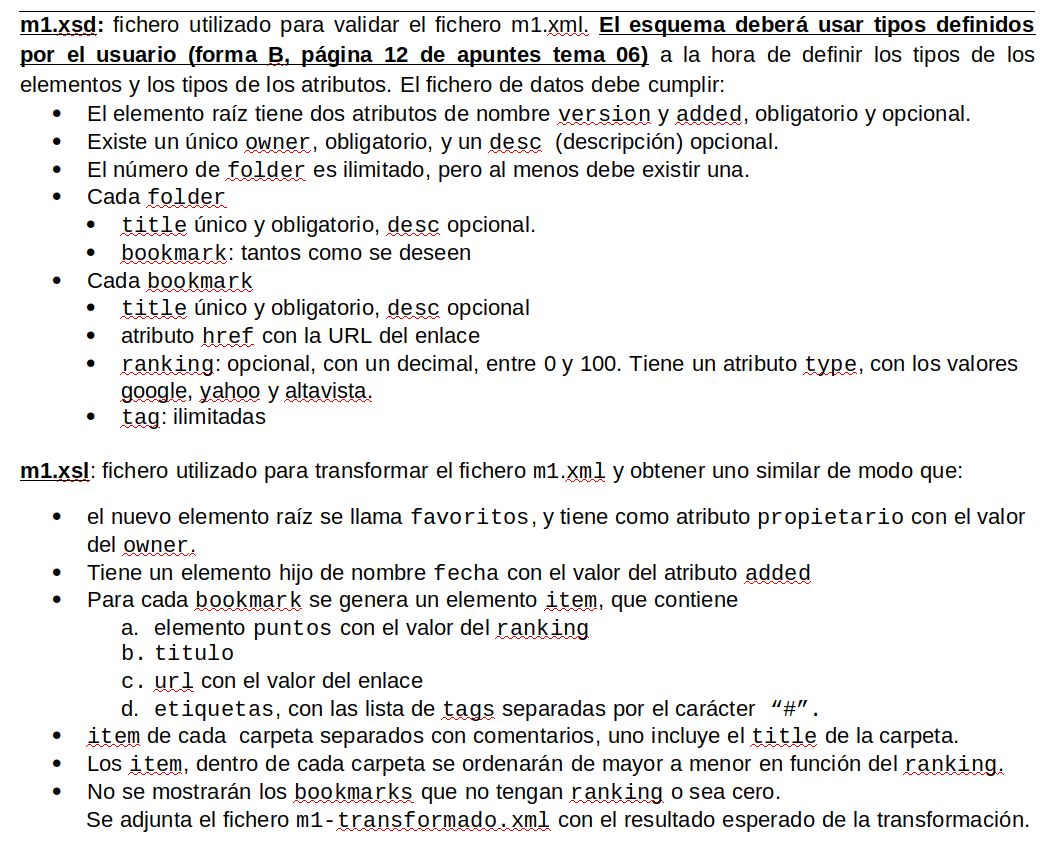 m1.xsd: fichero utilizado para validar el fichero m1.xml. El esquema deberá usar tipos definidos
por el usuario (forma B, página 12 de apuntes tema 06) a la hora de definir los tipos de los
elementos y los tipos de los atributos. El fichero de datos debe cumplir:
• El elemento raíz tiene dos atributos de nombre version y added, obligatorio y opcional.
• Existe un único owner, obligatorio, y un desc (descripción) opcional.
• El número de folder es ilimitado, pero al menos debe existir una.
• Cada folder
• title único y obligatorio, desc opcional.
• bookmark: tantos como se deseen
• Cada bookmark
• title único y obligatorio, desc opcional
• atributo href con la URL del enlace
• ranking: opcional, con un decimal, entre 0 y 100. Tiene un atributo type, con los valores
google, yahoo y altavista.
• tag: ilimitadas
m1.xsl: fichero utilizado para transformar el fichero m1.xml y obtener uno similar de modo que:
• el nuevo elemento raíz se llama favoritos, y tiene como atributo propietario con el valor
del owner.
• Tiene un elemento hijo de nombre fecha con el valor del atributo added
• Para cada bookmark se genera un elemento item, que contiene
a. elemento puntos con el valor del ranking
b. titulo
c. url con el valor del enlace
d. etiquetas, con las lista de tags separadas por el carácter “#”.
• item de cada carpeta separados con comentarios, uno incluye el title de la carpeta.
• Los item, dentro de cada carpeta se ordenarán de mayor a menor en función del ranking.
• No se mostrarán los bookmarks que no tengan ranking o sea cero.
Se adjunta el fichero m1-transformado.xml con el resultado esperado de la transformación.